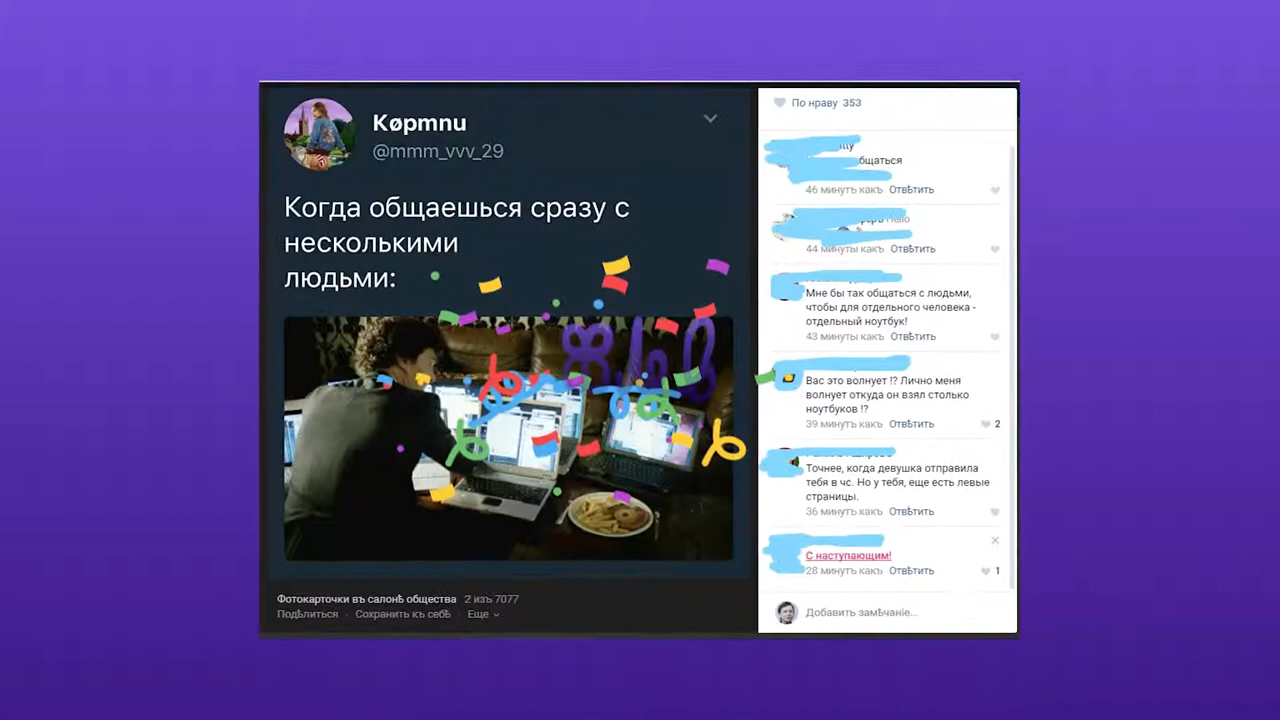 Køpmnu
@mmm_vvv_29
Когда общаешься сразу с
несколькими
людьми:
Фотокарточки въ салонѣ общества 2 изъ 7077
Подѣлиться · Сохранить къ себѣ · Еще
По нраву 353
общаться
46 минутъ какъ Отвѣтить
Hello
44 минуты какъ Отвѣтить
Мне бы так общаться с людьми,
чтобы для отдельного человека -
отдельный ноутбук!
43 минуты какъ Отвѣтить
Вас это волнует !? Лично меня
волнует откуда он взял столько
ноутбуков !?
39 минутъ какъ Отвѣтить 2
Точнее, когда девушка отправила
тебя в чс. Но у тебя, еще есть левые
страницы.
36 минутъ какъ Отвѣтить
С наступающим!
28 минутъ какъ Отвѣтить 1
Добавить замѣчаніе...